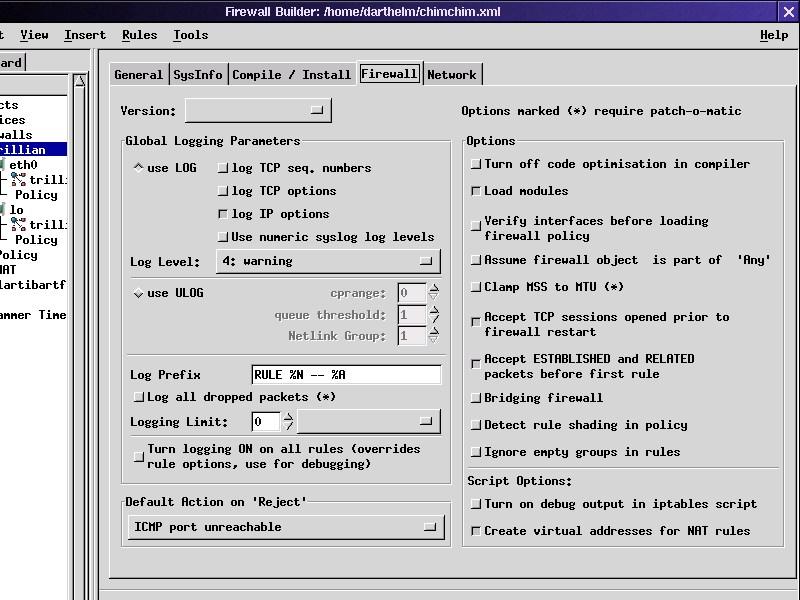 Firewall Builder: /home/darthelm/chimchim.xml
t View Insert Rules Tools Help
ard
cts
ices
walls
rillian
eth0
trill:
Policy
lo
trill:
Policy
Policy
NAT
lartibartf
ammer Time
General SysInfo Compile / Install Firewall Network
Version:
Options marked (*) require patch-o-matic
Global Logging Parameters
use LOG
log TCP seq. numbers
log TCP options
log IP options
Use numeric syslog log levels
Log Level: 4: warning
use ULOG
cprange: 0
queue threshold: 1
Netlink Group: 1
Log Prefix RULE %N -- %A
Log all dropped packets (*)
Logging Limit: 0
Turn logging ON on all rules (overrides
rule options, use for debugging)
Default Action on 'Reject'
ICMP port unreachable
Options
Turn off code optimisation in compiler
Load modules
Verify interfaces before loading
firewall policy
Assume firewall object is part of 'Any'
Clamp MSS to MTU (*)
Accept TCP sessions opened prior to
firewall restart
Accept ESTABLISHED and RELATED
packets before first rule
Bridging firewall
Detect rule shading in policy
Ignore empty groups in rules
Script Options:
Turn on debug output in iptables script
Create virtual addresses for NAT rules